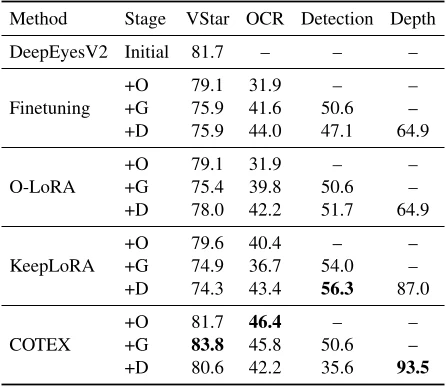 Method Stage VStar OCR Detection Depth
DeepEyesV2 Initial 81.7 – – –
+O 79.1 31.9 – –
Finetuning +G 75.9 41.6 50.6 –
+D 75.9 44.0 47.1 64.9
+O 79.1 31.9 – –
O-LoRA +G 75.4 39.8 50.6 –
+D 78.0 42.2 51.7 64.9
+O 79.6 40.4 – –
KeepLoRA +G 74.9 36.7 54.0 –
+D 74.3 43.4 56.3 87.0
+O 81.7 46.4 – –
COTEX +G 83.8 45.8 50.6 –
+D 80.6 42.2 35.6 93.5